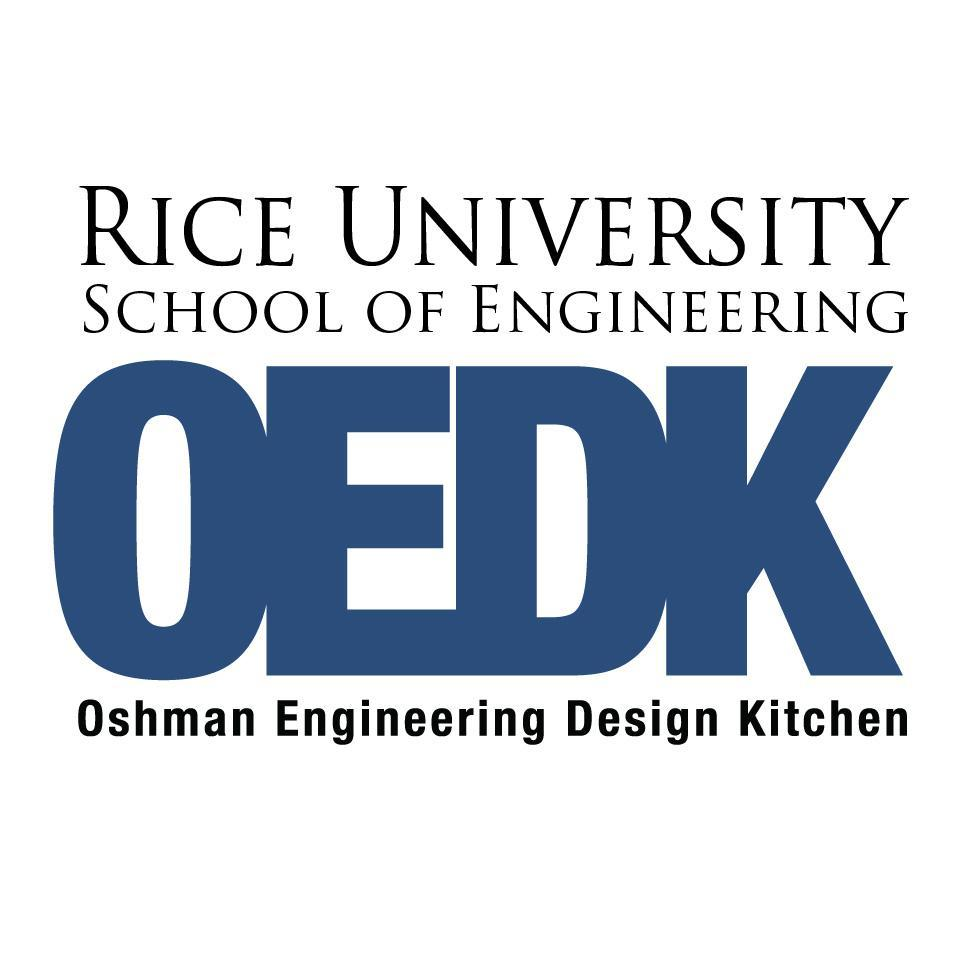 RICE UNIVERSITY
SCHOOL OF ENGINEERING
OEDK
Oshman Engineering Design Kitchen